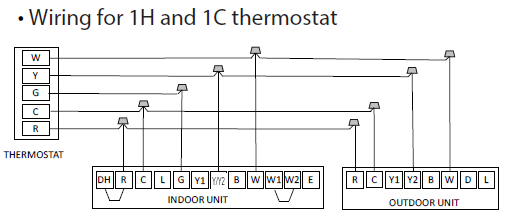 • Wiring for 1H and 1C thermostat
W
Y
G
C
R
THERMOSTAT
DH R C L G Y1 Y/Y2 B W W1 W2 E
INDOOR UNIT
R C Y1 Y2 B W D L
OUTDOOR UNIT